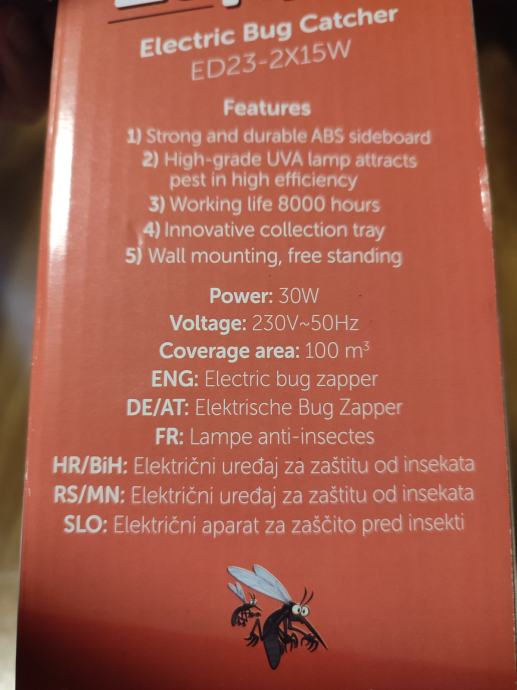 Electric Bug Catcher
ED23-2X15W
Features
1) Strong and durable ABS sideboard
2) High-grade UVA lamp attracts
pest in high efficiency
3) Working life 8000 hours
4) Innovative collection tray
5) Wall mounting, free standing
Power: 30W
Voltage: 230V~50Hz
Coverage area: 100 m³
ENG: Electric bug zapper
DE/AT: Elektrische Bug Zapper
FR: Lampe anti-insectes
HR/BiH: Električni uređaj za zaštitu od insekata
RS/MN: Električni uređaj za zaštitu od insekata
SLO: Električni aparat za zaščito pred insekti